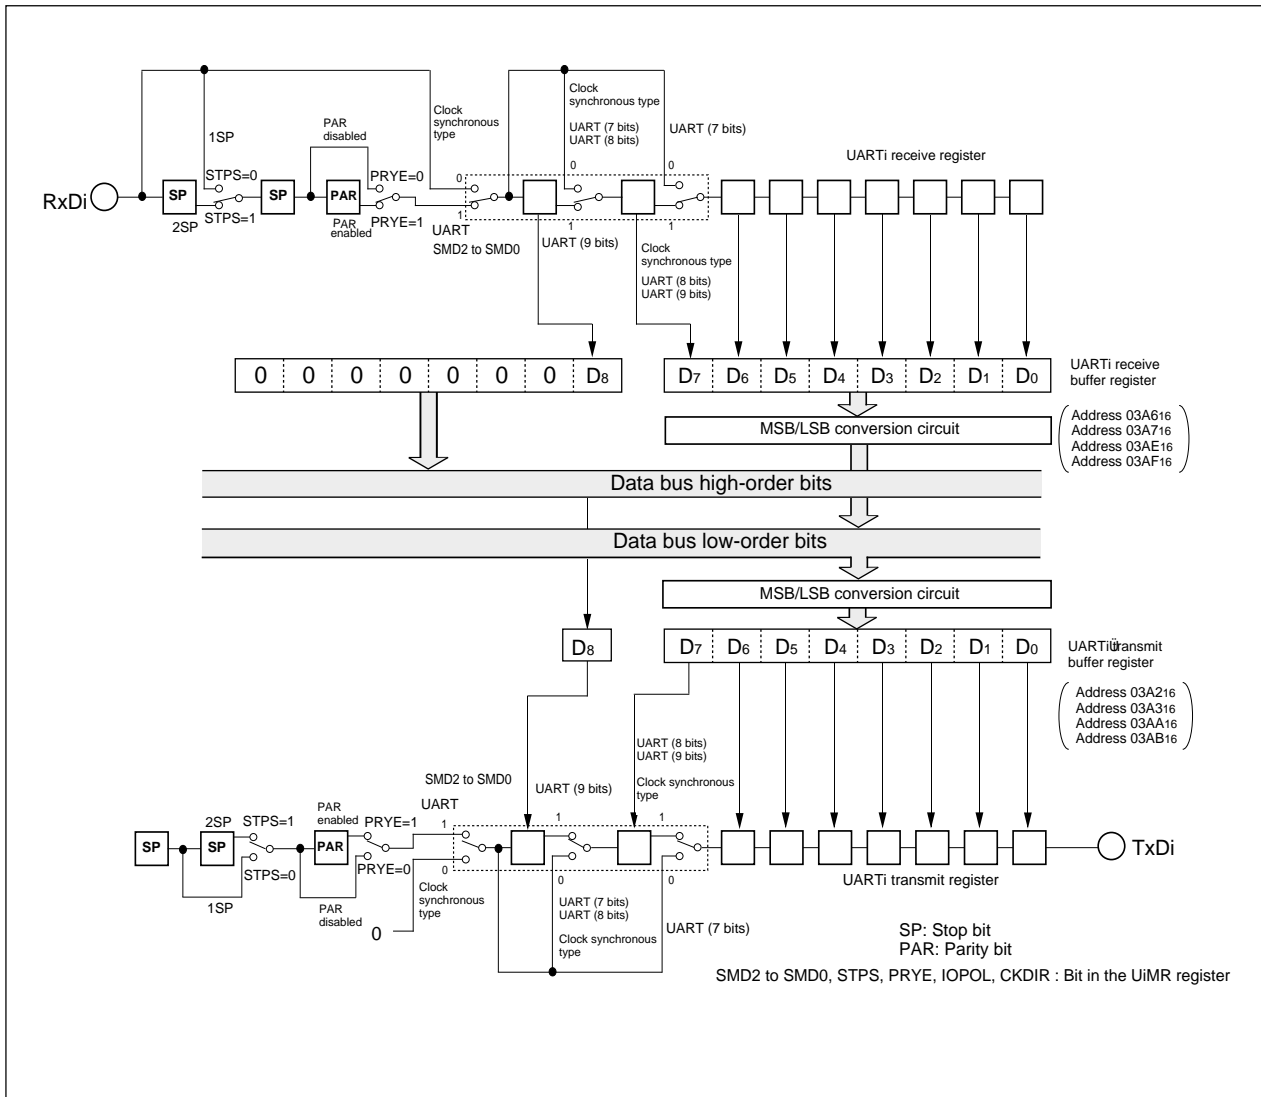 Clock
synchronous type
Clock
synchronous
type
PAR
disabled
1SP
UART (7 bits)
UART (8 bits)
UART (7 bits)
UARTi receive register
0
0
0
STPS=0
PRYE=0
RxDi
SP
SP
PAR
2SP
STPS=1
PAR
enabled
PRYE=1
1
UART
1
1
SMD2 to SMD0
UART (9 bits)
Clock
synchronous type
UART (8 bits)
UART (9 bits)
0 0 0 0 0 0 0 D8
D7 D6 D5 D4 D3 D2 D1 D0
UARTi receive
buffer register
MSB/LSB conversion circuit
Address 03A616
Address 03A716
Address 03AE16
Address 03AF16
Data bus high-order bits
Data bus low-order bits
MSB/LSB conversion circuit
D8
D7 D6 D5 D4 D3 D2 D1 D0
UARTiÜtransmit
buffer register
Address 03A216
Address 03A316
Address 03AA16
Address 03AB16
UART (8 bits)
UART (9 bits)
Clock
synchronous type
SMD2 to SMD0
UART (9 bits)
PAR
enabled
UART
2SP
STPS=1
PRYE=1
1
1
1
SP
SP
PAR
TxDi
STPS=0
PRYE=0
0
0
0
UARTi transmit register
1SP
PAR
disabled
Clock
synchronous
type
0
UART (7 bits)
UART (8 bits)
Clock synchronous
type
UART (7 bits)
SP: Stop bit
PAR: Parity bit
SMD2 to SMD0, STPS, PRYE, IOPOL, CKDIR : Bit in the UiMR register